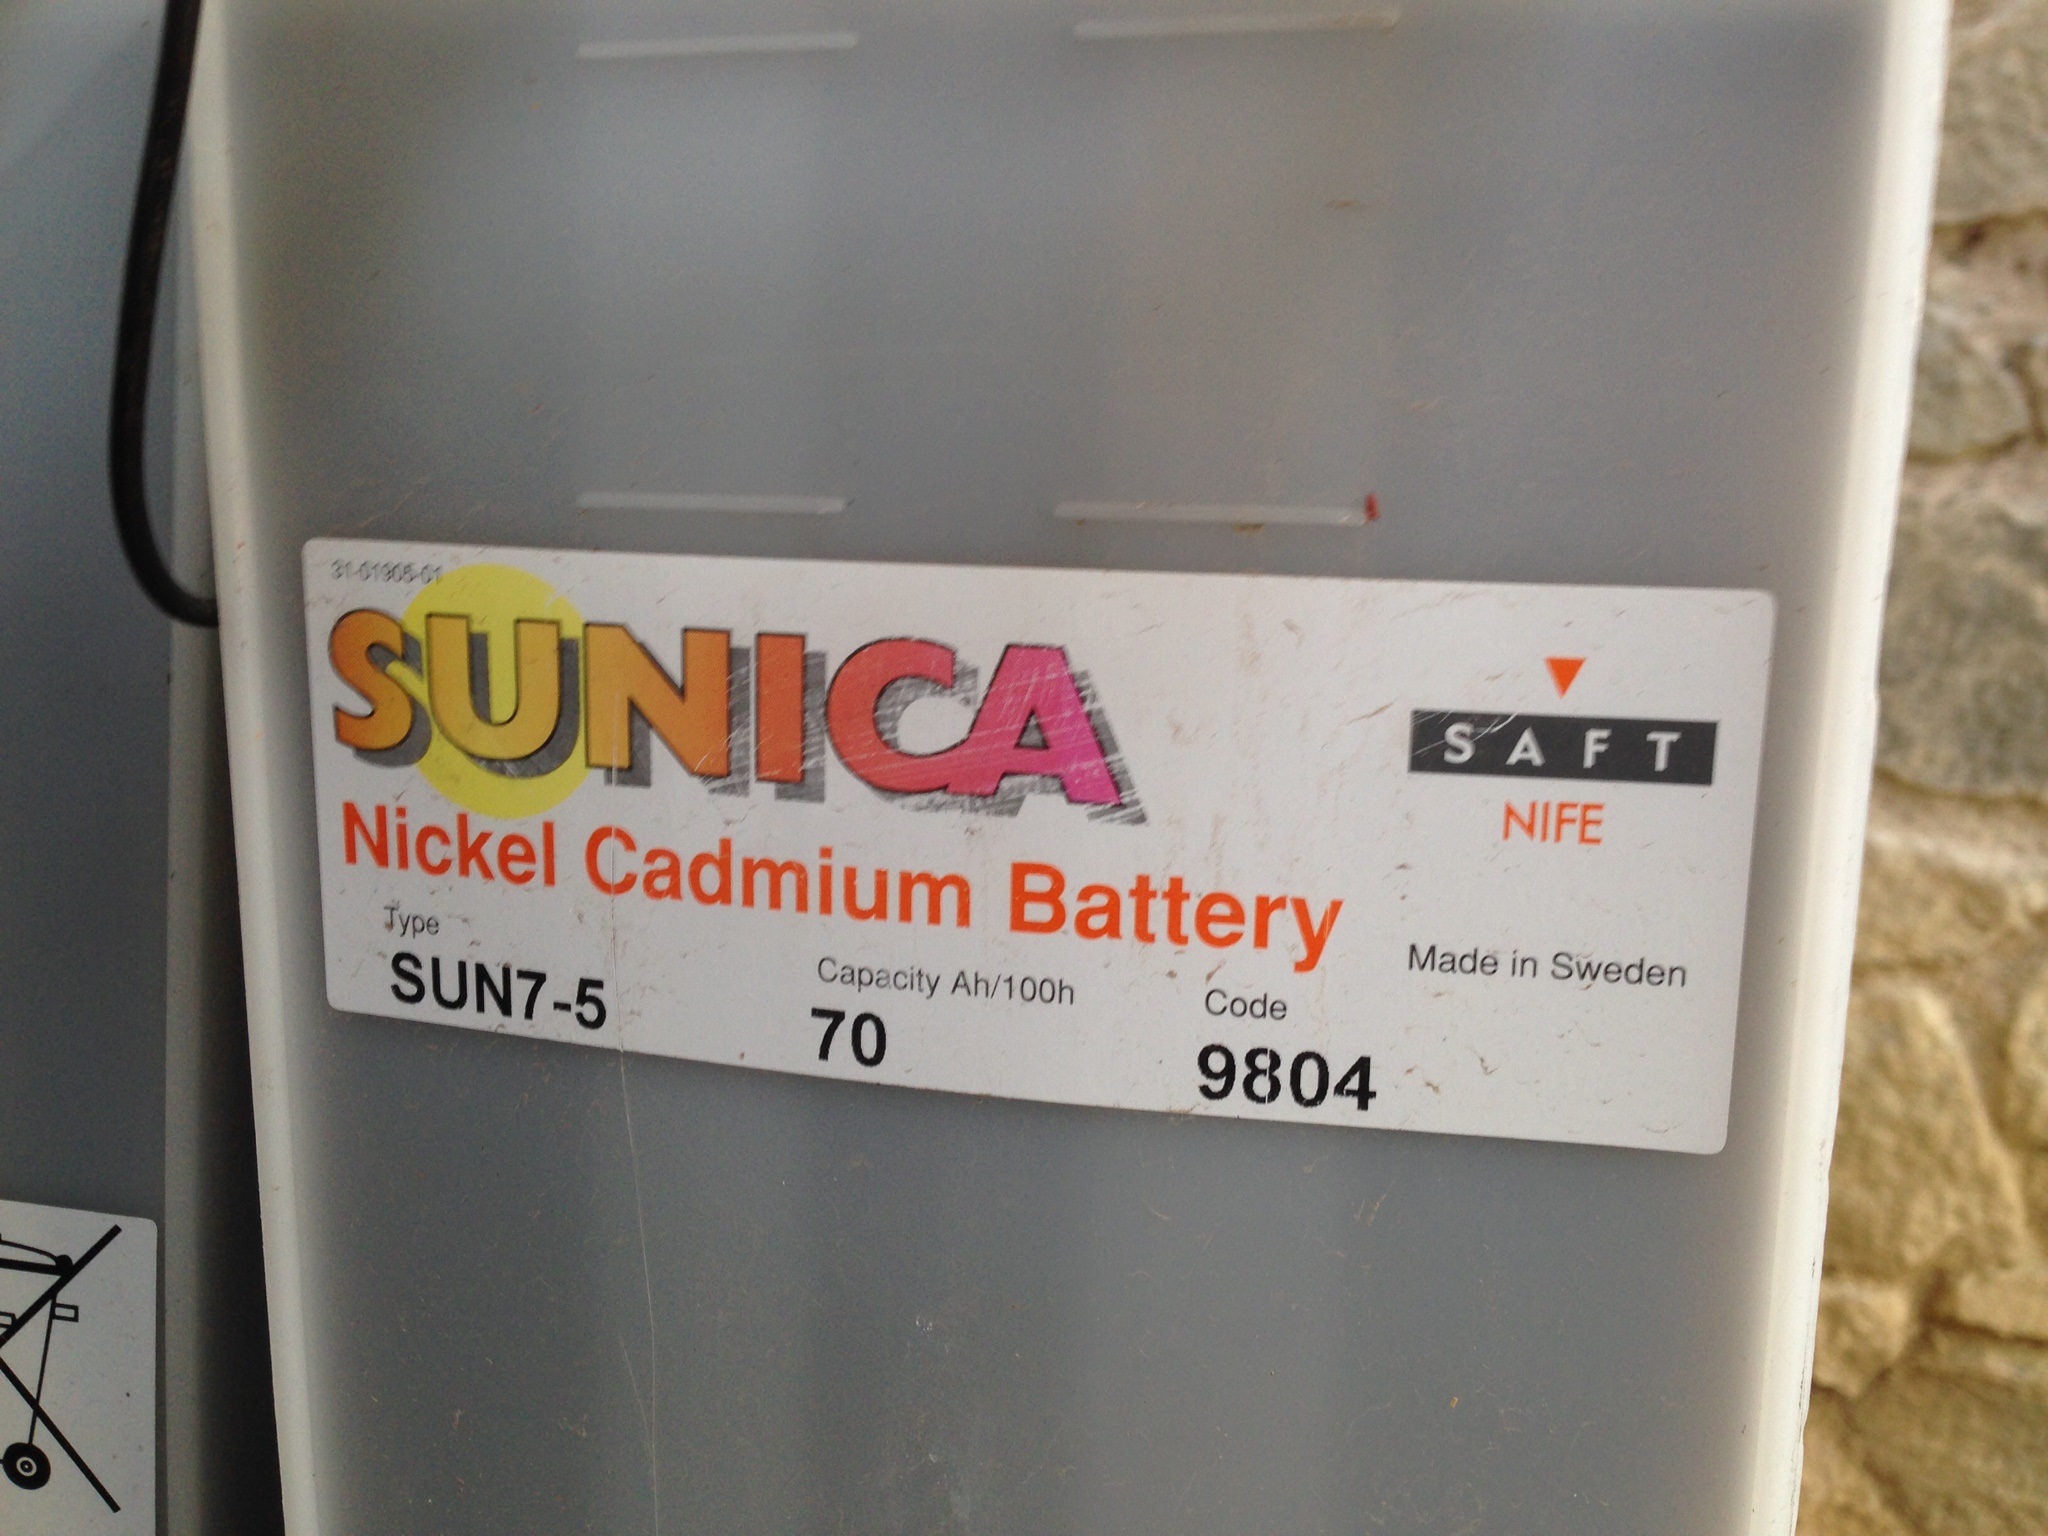 31-01905-01
SUNICA
SAFT
NIFE
Nickel Cadmium Battery
Type
SUN7-5
Capacity Ah/100h
70
Code
9804
Made in Sweden